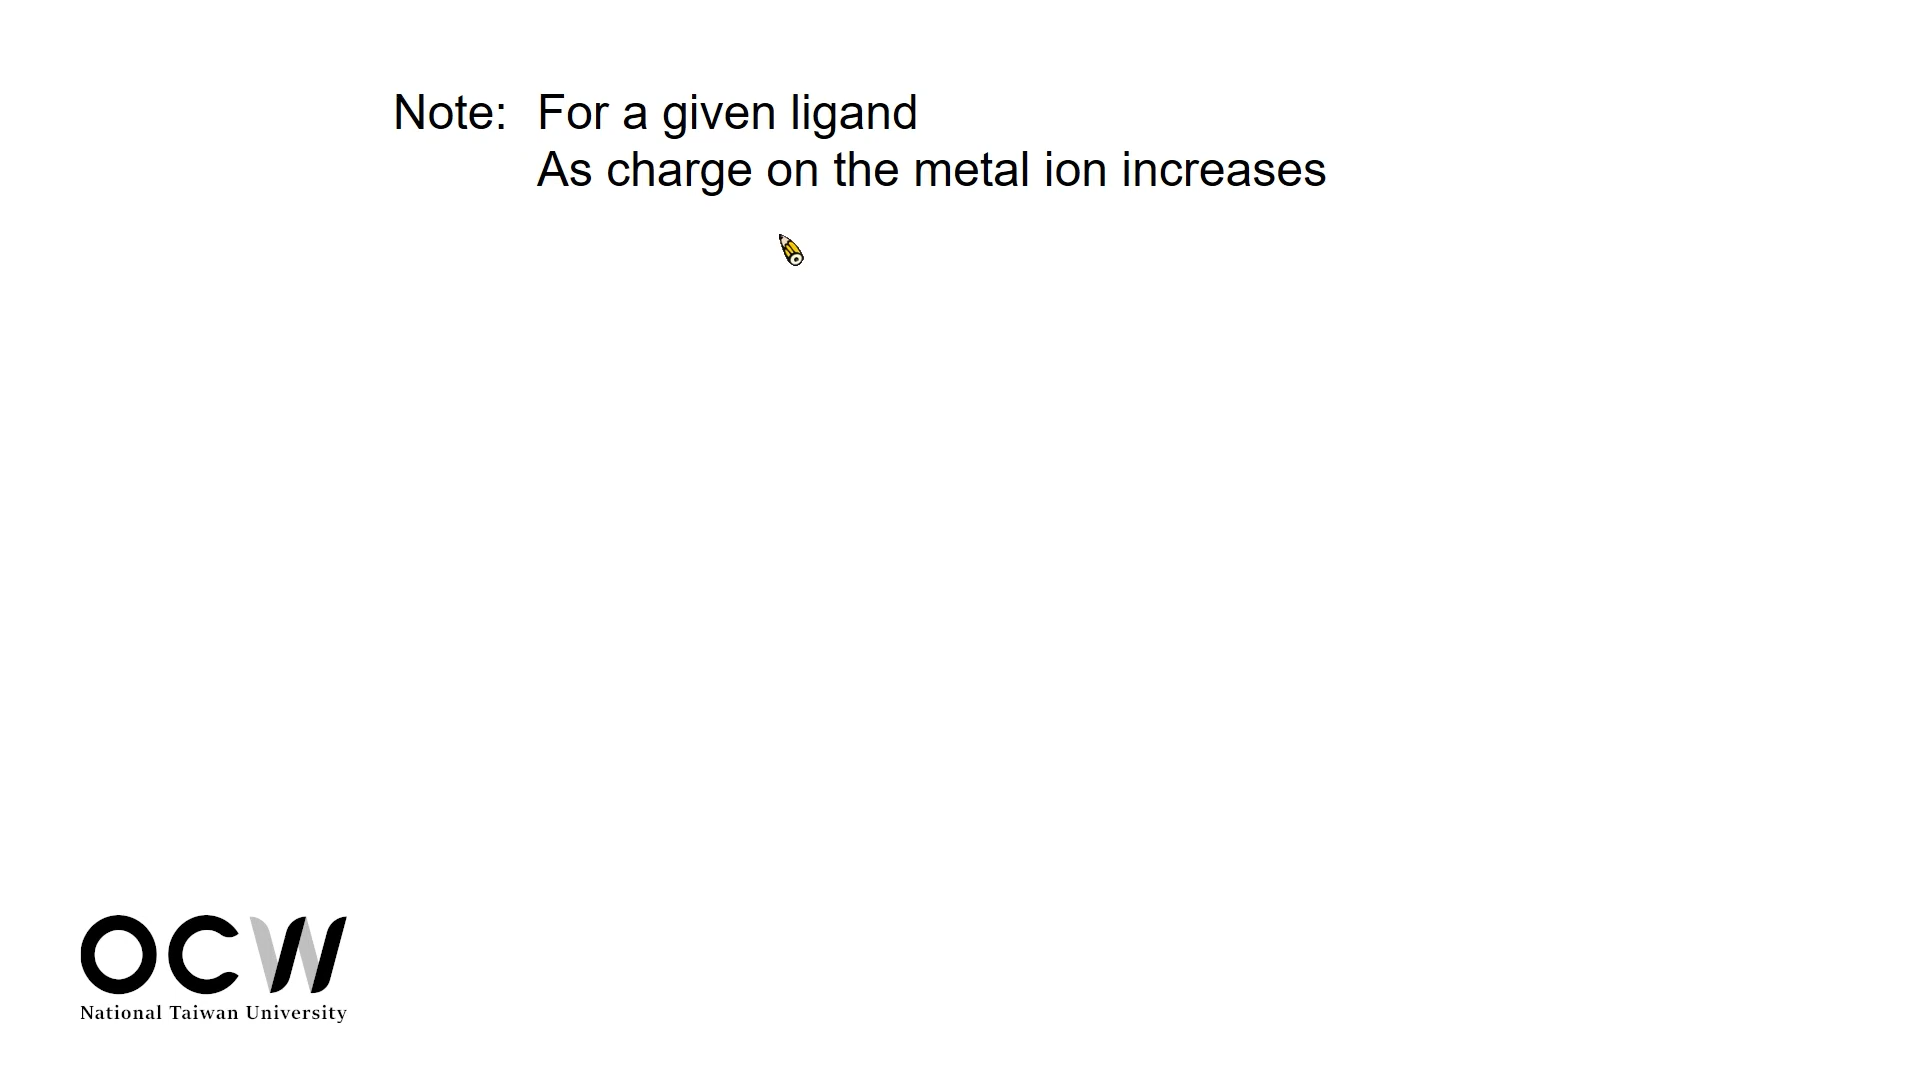 Note: For a given ligand
As charge on the metal ion increases
OCW
National Taiwan University